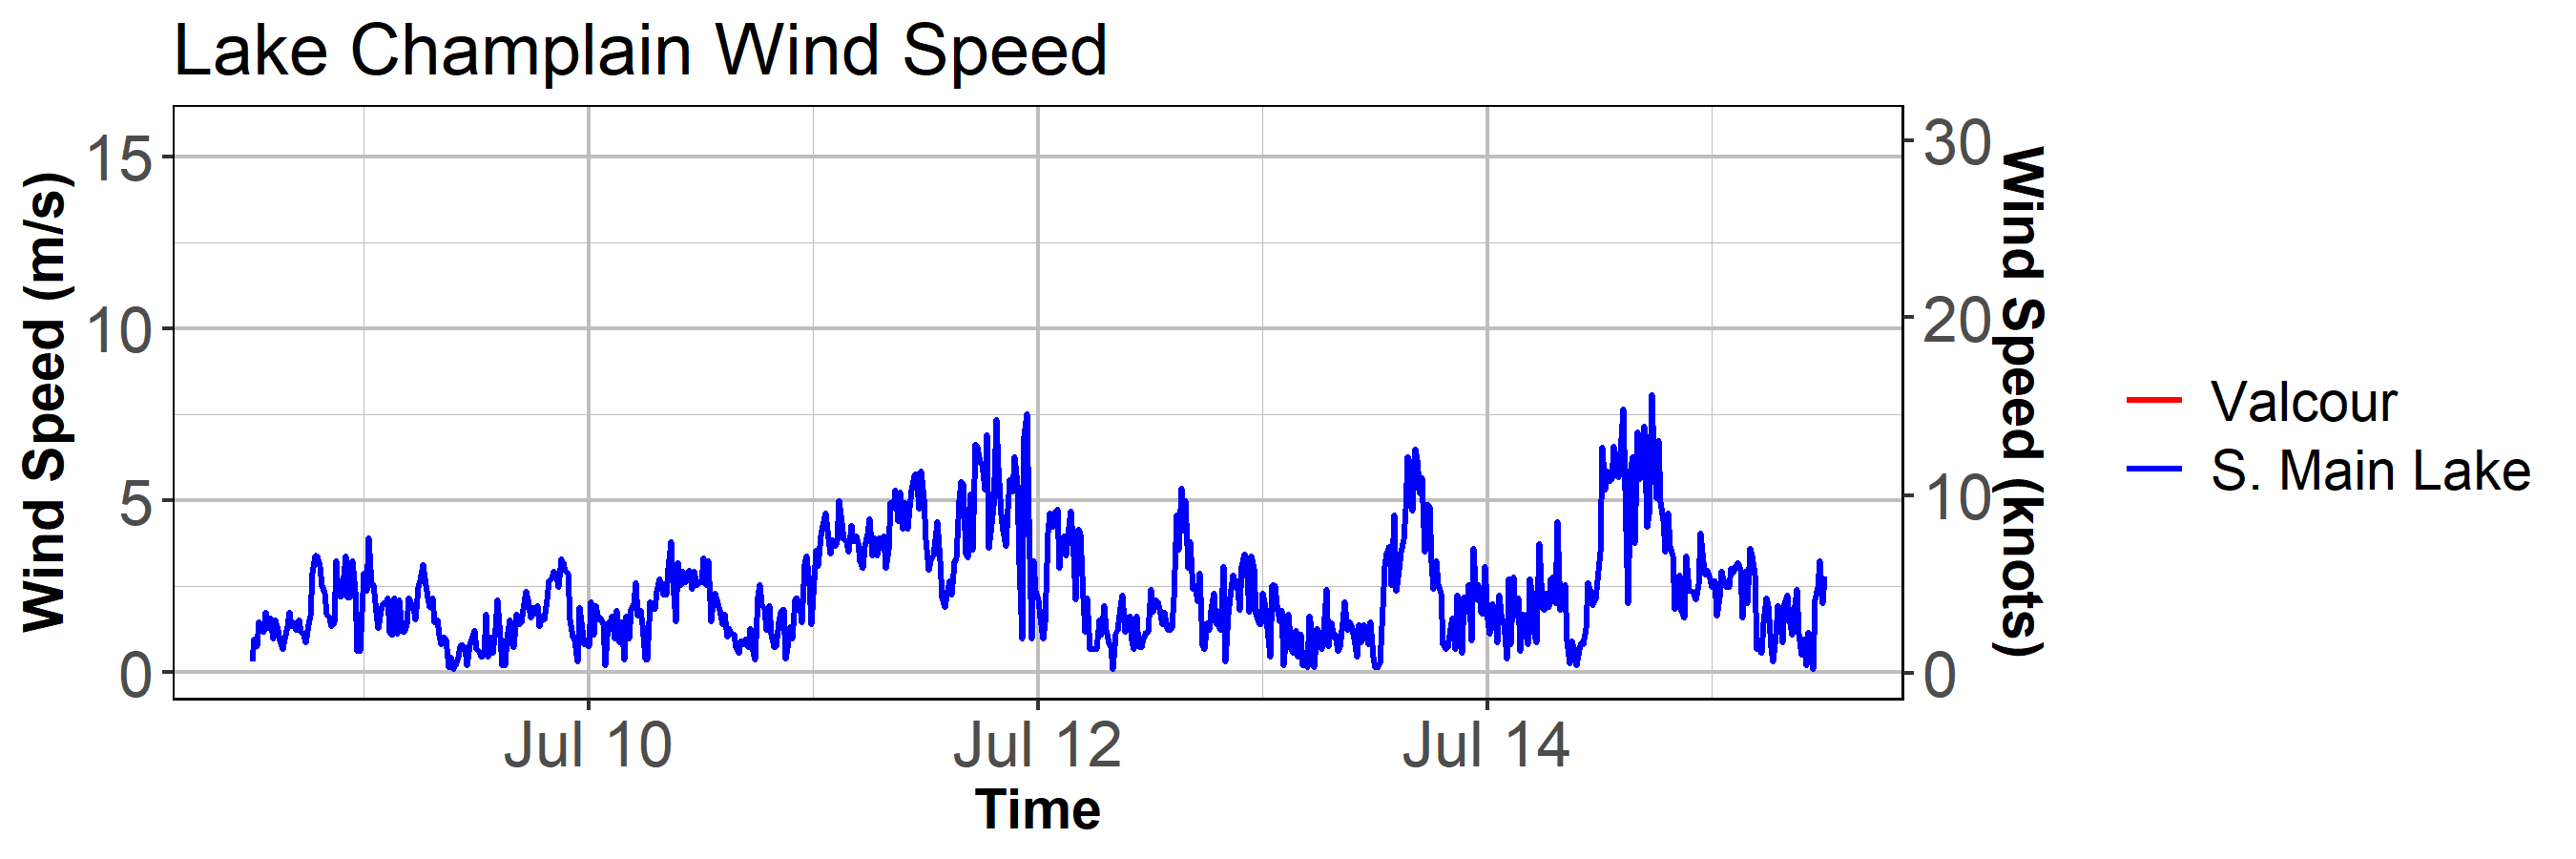 Lake Champlain Wind Speed
Wind Speed (m/s)
15
10
5
0
30
20
10
0
Wind Speed (knots)
Jul 10
Jul 12
Jul 14
Time
Valcour
S. Main Lake